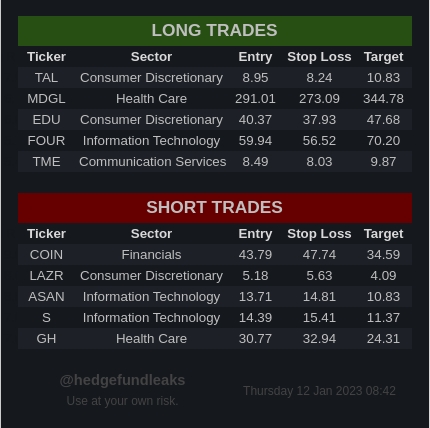 LONG TRADES
Ticker Sector Entry Stop Loss Target
TAL Consumer Discretionary 8.95 8.24 10.83
MDGL Health Care 291.01 273.09 344.78
EDU Consumer Discretionary 40.37 37.93 47.68
FOUR Information Technology 59.94 56.52 70.20
TME Communication Services 8.49 8.03 9.87
SHORT TRADES
Ticker Sector Entry Stop Loss Target
COIN Financials 43.79 47.74 34.59
LAZR Consumer Discretionary 5.18 5.63 4.09
ASAN Information Technology 13.71 14.81 10.83
S Information Technology 14.39 15.41 11.37
GH Health Care 30.77 32.94 24.31
@hedgefundleaks
Use at your own risk.
Thursday 12 Jan 2023 08:42